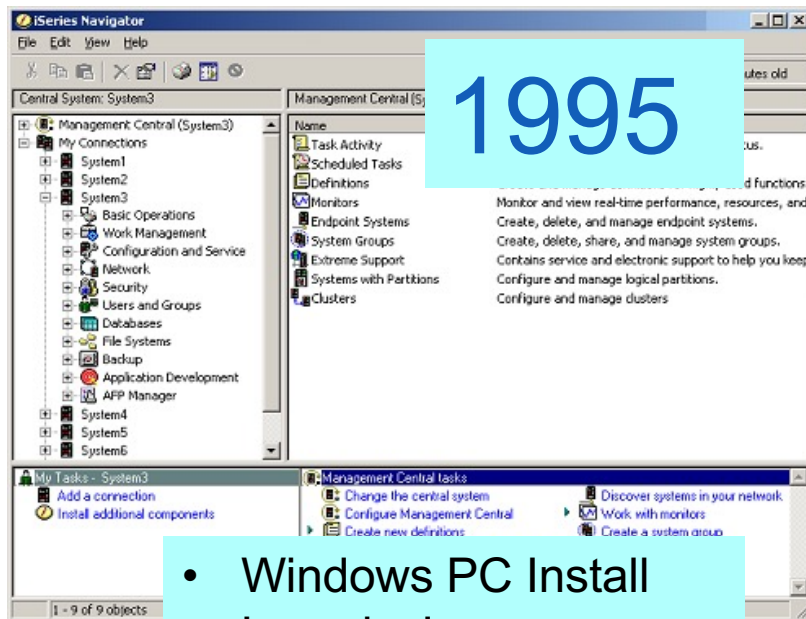 iSeries Navigator
File Edit View Help
1995
utes old
Central System: System3
Management Central (Sy
Management Central (System3)
My Connections
System1
System2
System3
Basic Operations
Work Management
Configuration and Service
Network
Security
Users and Groups
Databases
File Systems
Backup
Application Development
AFP Manager
System4
System5
System6
Name
Task Activity
Scheduled Tasks
Definitions
functions
Monitors Monitor and view real-time performance, resources, and
Endpoint Systems Create, delete, and manage endpoint systems.
System Groups Create, delete, share, and manage system groups.
Extreme Support Contains service and electronic support to help you keep
Systems with Partitions Configure and manage logical partitions.
Clusters Configure and manage clusters
My Tasks - System3
Add a connection
Install additional components
Management Central tasks
Change the central system
Configure Management Central
Create new definitions
Discover systems in your network
Work with monitors
Create a system group
• Windows PC Install
1 - 9 of 9 objects